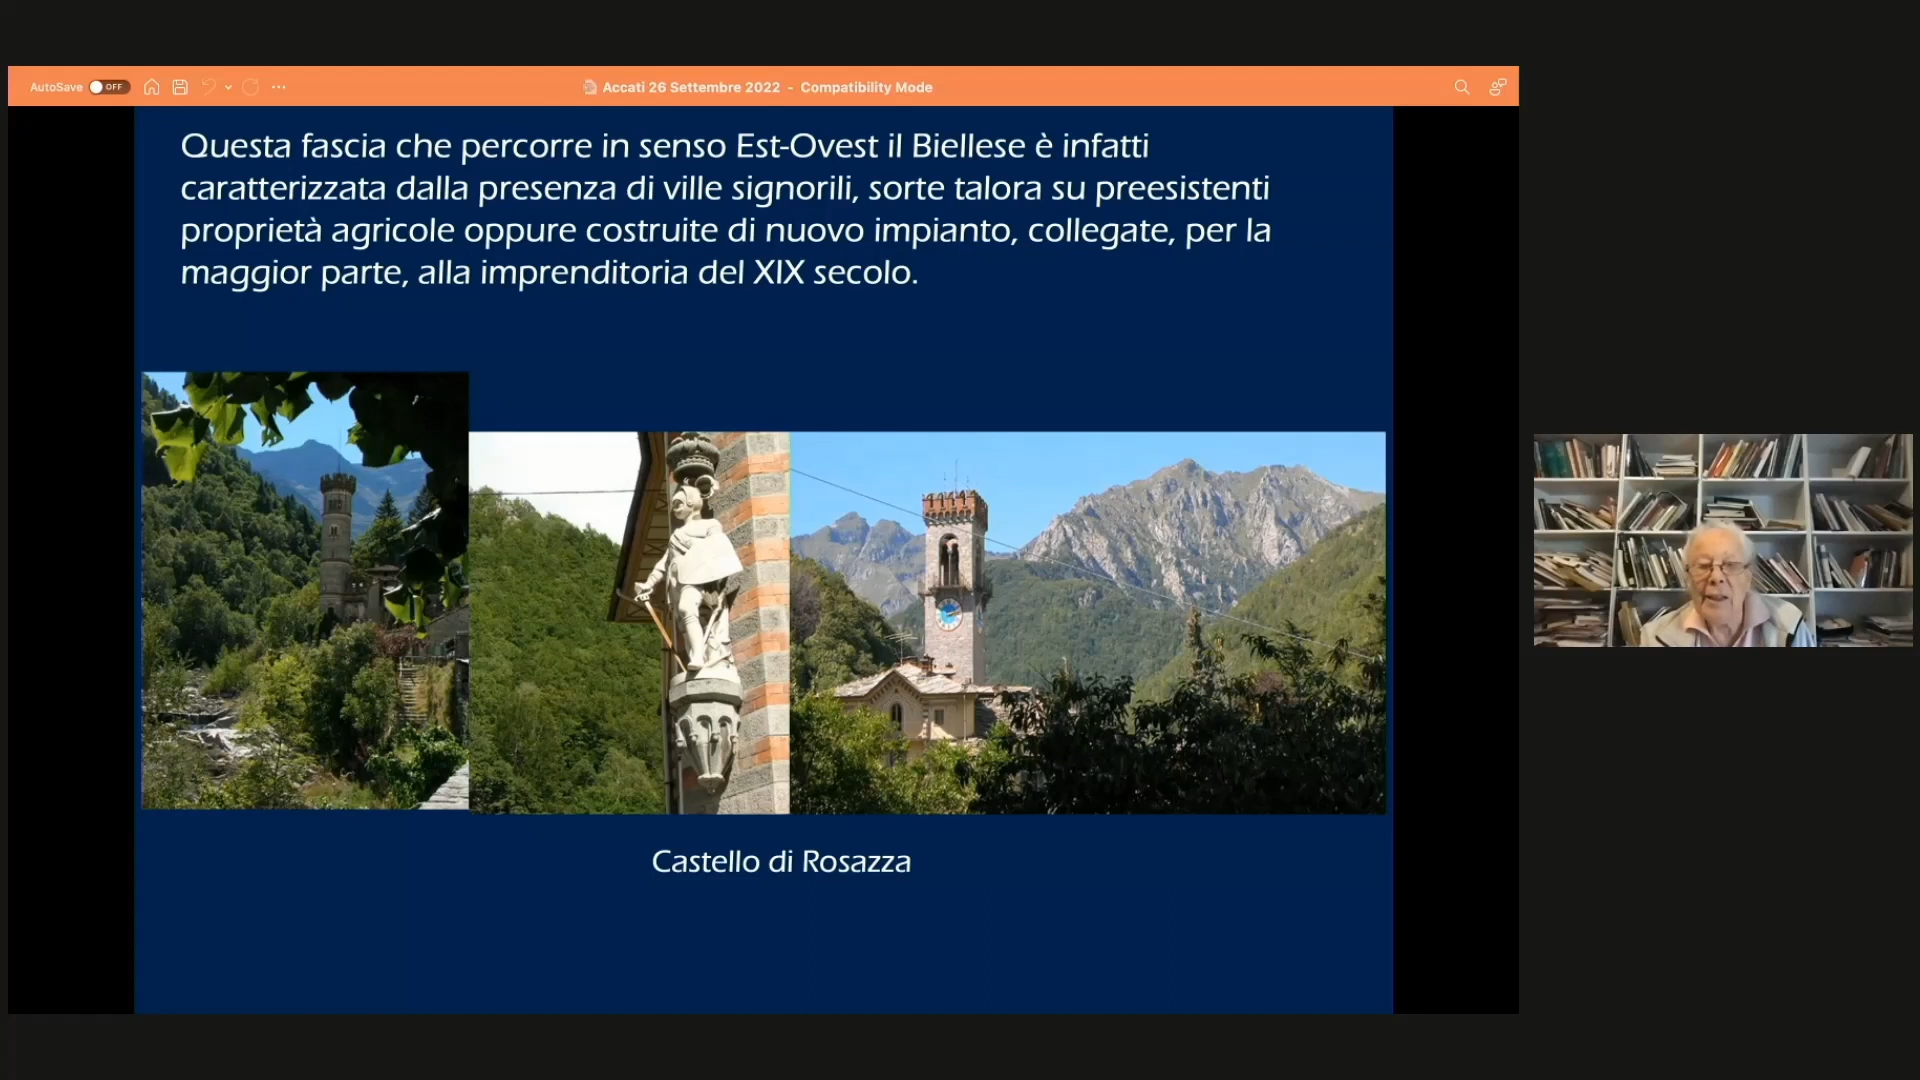 AutoSave OFF
Accati 26 Settembre 2022 - Compatibility Mode
Questa fascia che percorre in senso Est-Ovest il Biellese è infatti
caratterizzata dalla presenza di ville signorili, sorte talora su preesistenti
proprietà agricole oppure costruite di nuovo impianto, collegate, per la
maggior parte, alla imprenditoria del XIX secolo.
Castello di Rosazza